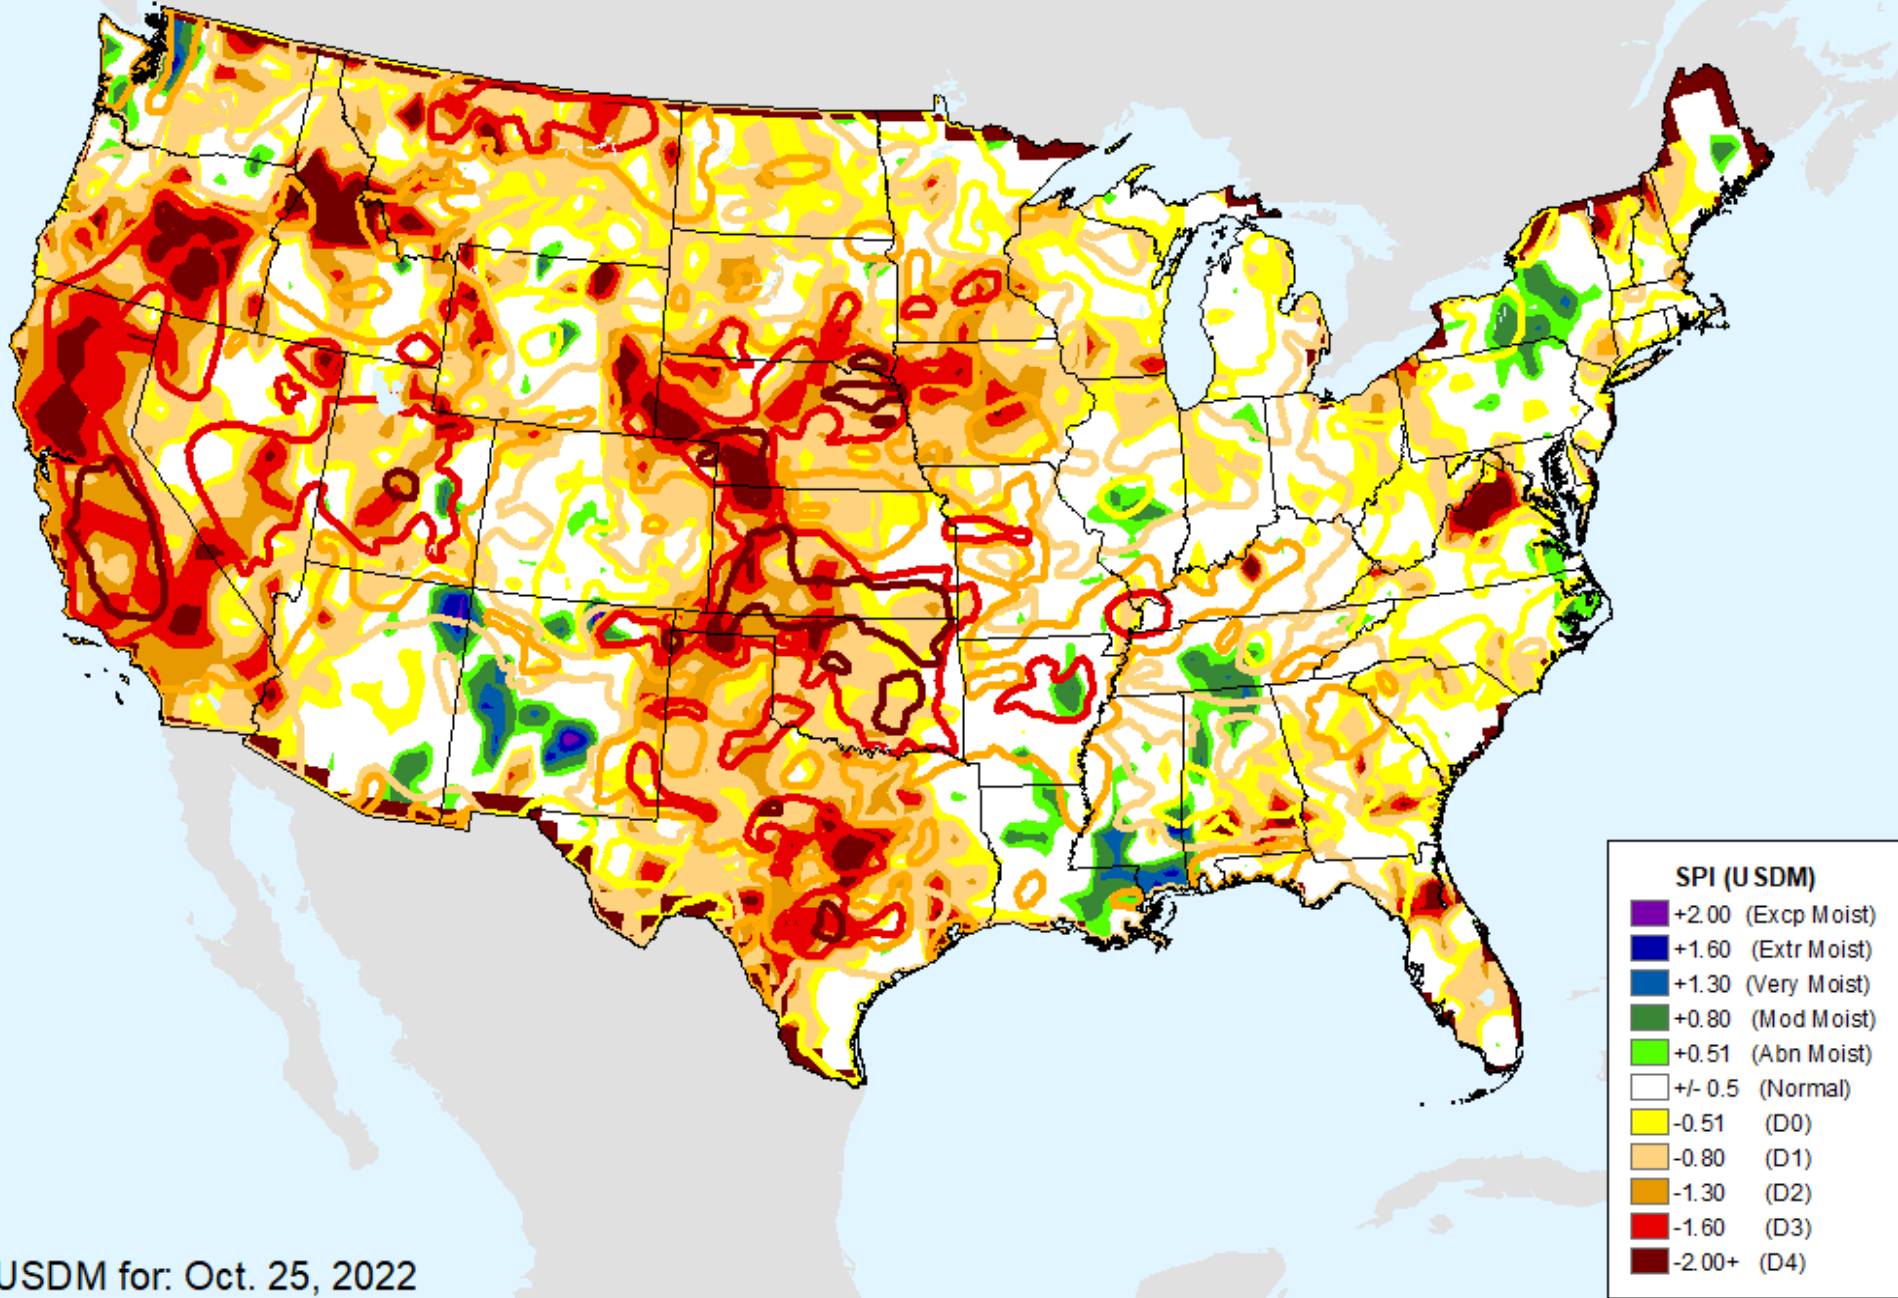 SPI (USDM)
+2.00 (Excp Moist)
+1.60 (Extr Moist)
+1.30 (Very Moist)
+0.80 (Mod Moist)
+0.51 (Abn Moist)
+/- 0.5 (Normal)
-0.51 (D0)
-0.80 (D1)
-1.30 (D2)
-1.60 (D3)
-2.00+ (D4)
USDM for: Oct. 25, 2022